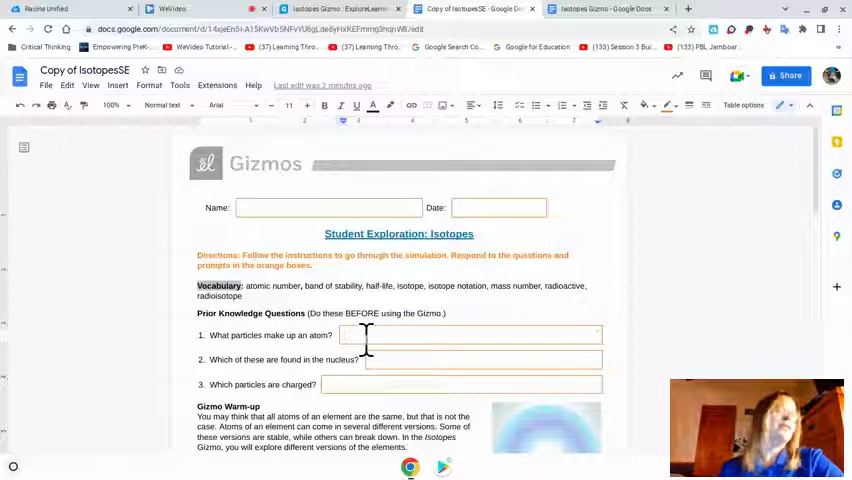 Racine Unified
WeVideo
Isotopes Gizmo : ExploreLearn
Copy of IsotopesSE - Google Doc
Isotopes Gizmo - Google Docs
Critical Thinking
Empowering PreK-
WeVideo Tutorial -
(37) Learning Thro
(37) Learning Thro
Google Search Co
Google for Education
(133) Session 3 Buil
(133) PBL Jamboar
Copy of IsotopesSE
File Edit View Insert Format Tools Extensions Help Last edit was 2 minutes ago
Share
100% Normal text Arial 11 Table options
Gizmos
Name: Date:
Student Exploration: Isotopes
Directions: Follow the instructions to go through the simulation. Respond to the questions and
prompts in the orange boxes.
Vocabulary: atomic number, band of stability, half-life, isotope, isotope notation, mass number, radioactive,
radioisotope
Prior Knowledge Questions (Do these BEFORE using the Gizmo.)
1. What particles make up an atom?
2. Which of these are found in the nucleus?
3. Which particles are charged?
Gizmo Warm-up
You may think that all atoms of an element are the same, but that is not the
case. Atoms of an element can come in several different versions. Some of
these versions are stable, while others can break down. In the Isotopes
Gizmo, you will explore different versions of the elements.